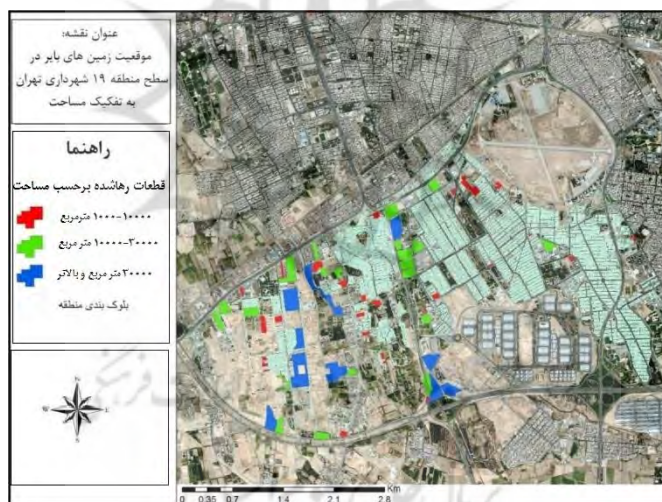 عنوان نقشه:
موقعیت زمین های بایر در
سطح منطقه ۱۹ شهرداری تهران
به تفکیک مساحت
راهنما
قطعات رهاشده برحسب مساحت
۱۰۰۰-۱۰۰۰۰ مترمربع
۱۰۰۰۰-۳۰۰۰۰ متر مربع
۳۰۰۰۰ متر مربع و بالاتر
بلوک بندی منطقه
N
W E
S
Km
0 0.35 0.7 1.4 2.1 2.8